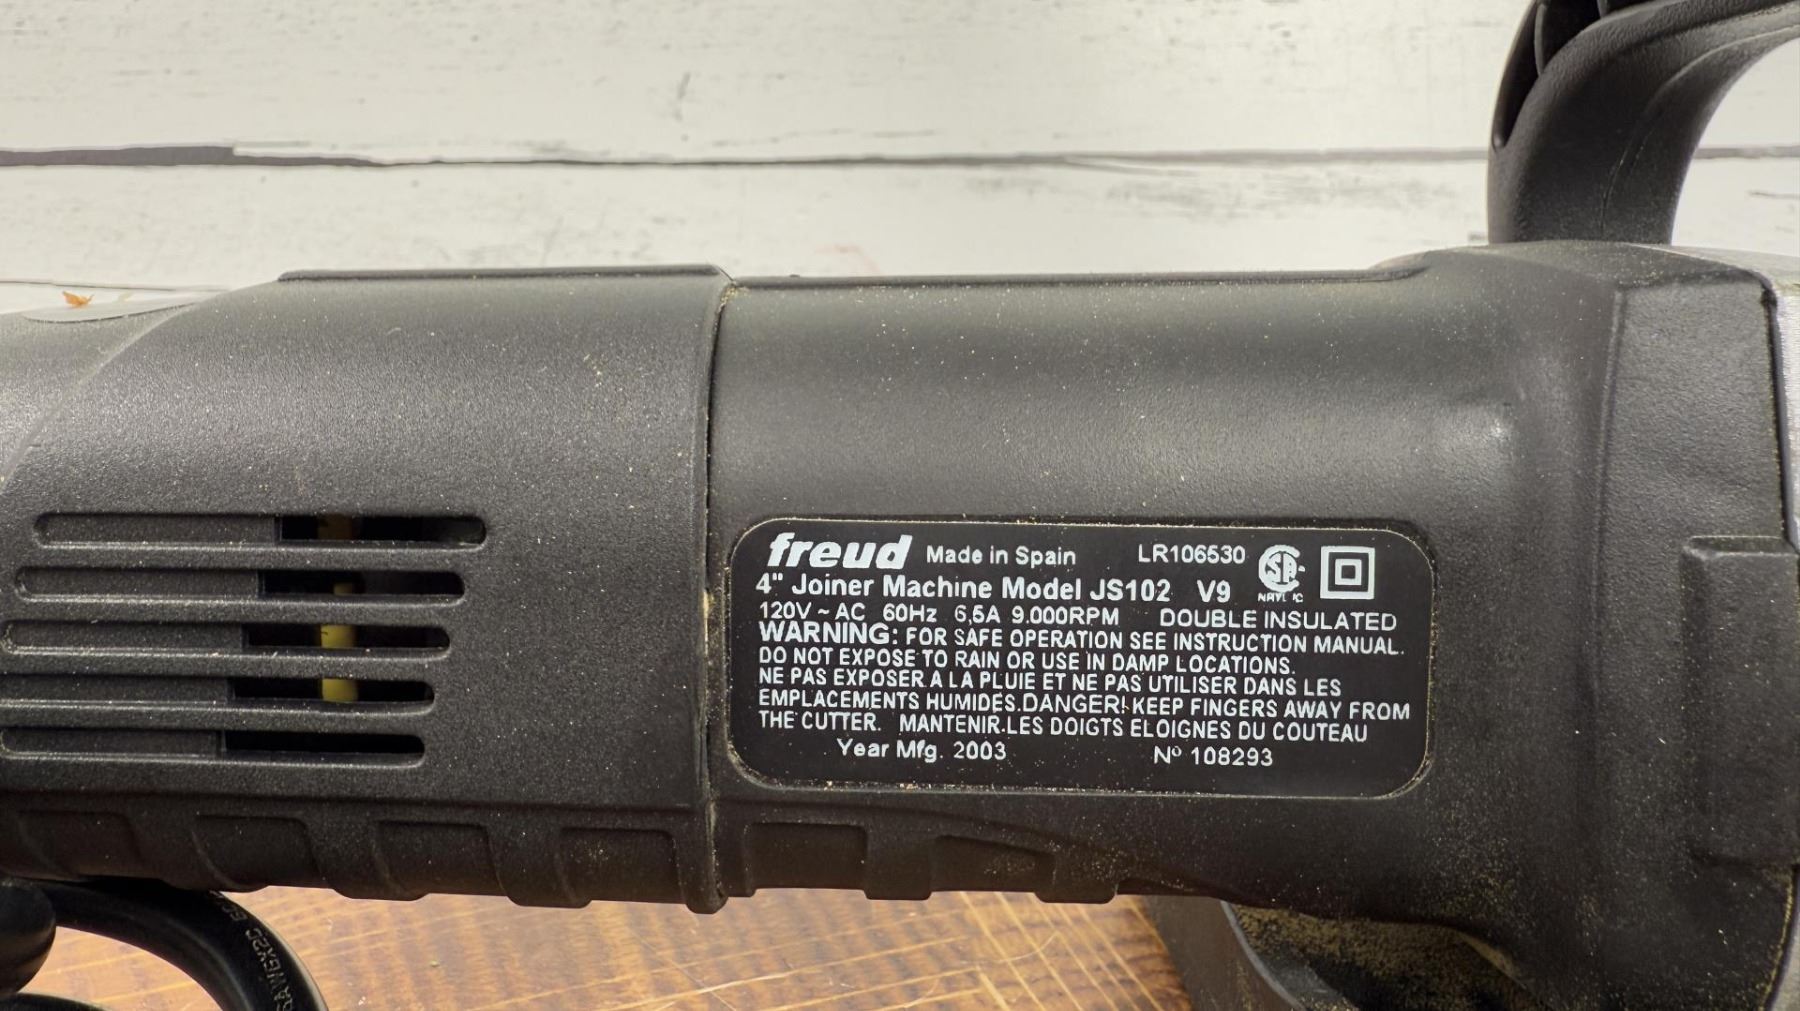 freud Made in Spain LR106530 SP NRTL/C
4" Joiner Machine Model JS102 V9
120V ~ AC 60Hz 6,5A 9.000RPM DOUBLE INSULATED
WARNING: FOR SAFE OPERATION SEE INSTRUCTION MANUAL.
DO NOT EXPOSE TO RAIN OR USE IN DAMP LOCATIONS.
NE PAS EXPOSER A LA PLUIE ET NE PAS UTILISER DANS LES
EMPLACEMENTS HUMIDES.DANGER! KEEP FINGERS AWAY FROM
THE CUTTER. MANTENIR.LES DOIGTS ELOIGNES DU COUTEAU
Year Mfg. 2003 Nº 108293